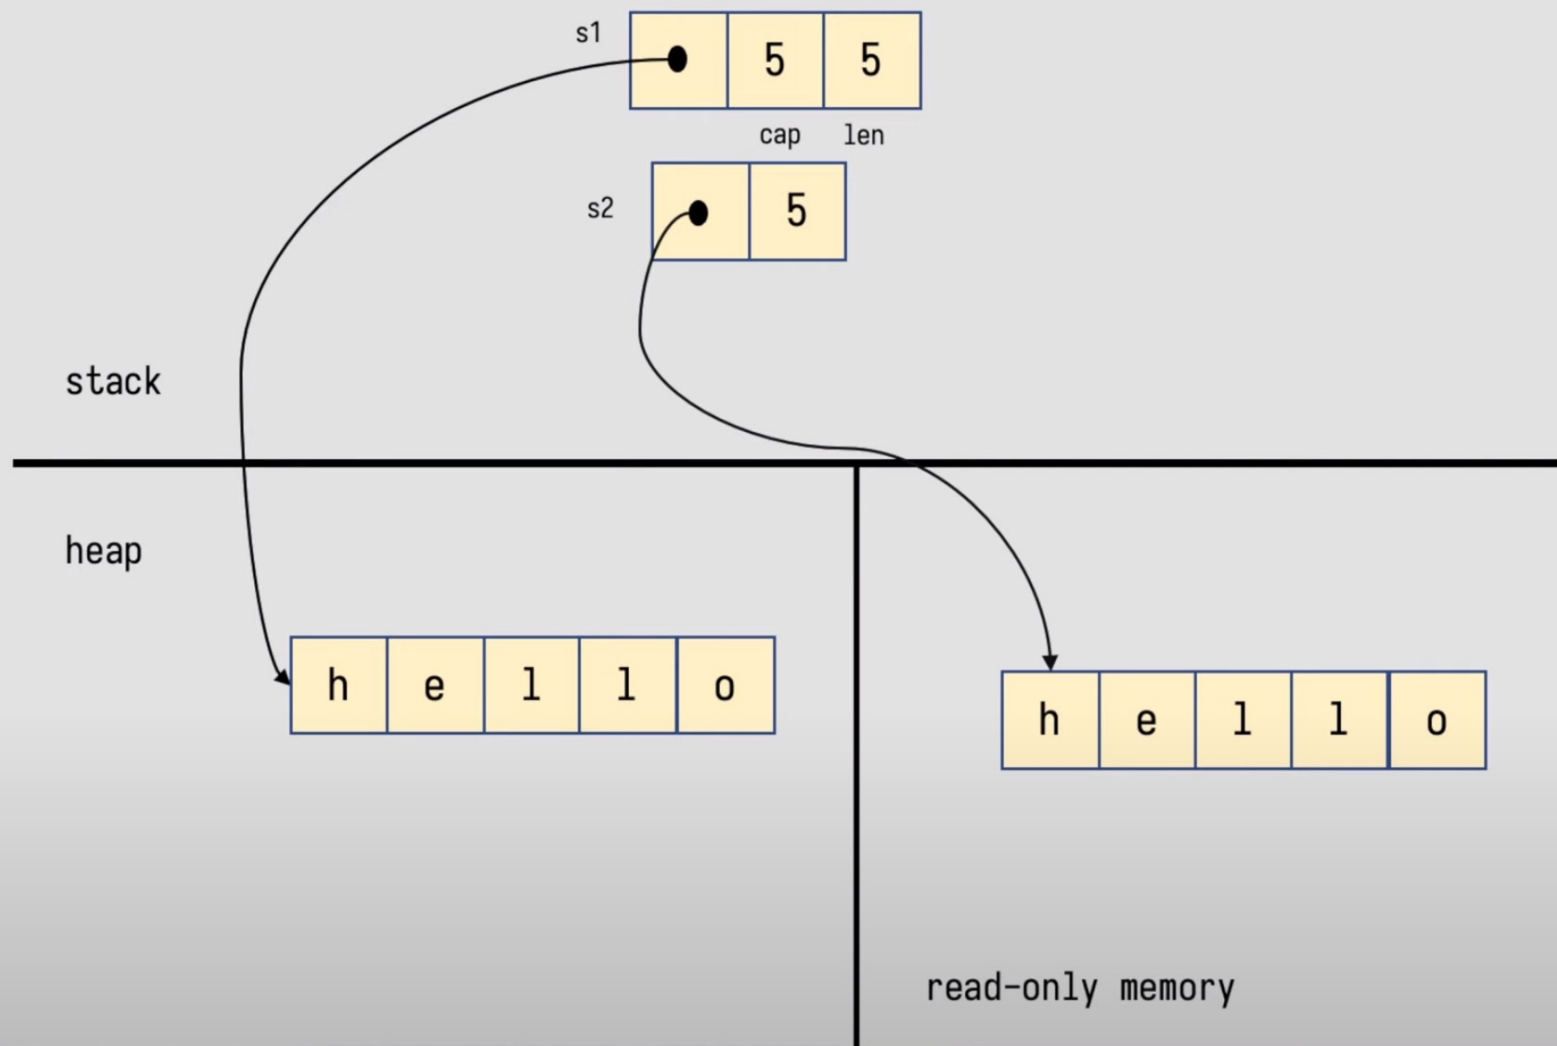 s1 5 5
cap len
s2 5
stack
heap
h e l l o
h e l l o
read-only memory